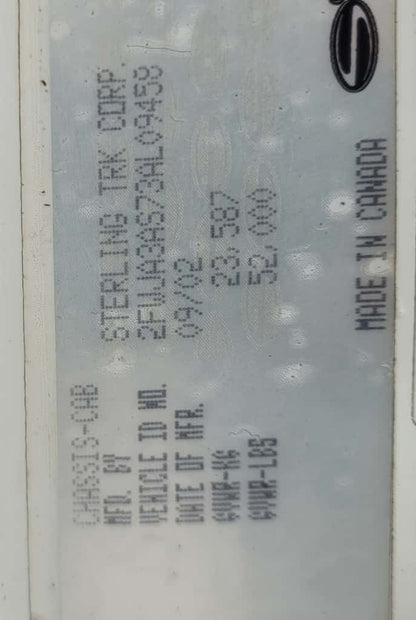 CHASSIS-CAB
MFD. BY STERLING TRK CORP.
VEHICLE ID NO. 2FWJA3AS73AL09458
DATE OF MFR. 09/02
GVWR-KG 23,587
GVWR-LBS 52,000
MADE IN CANADA